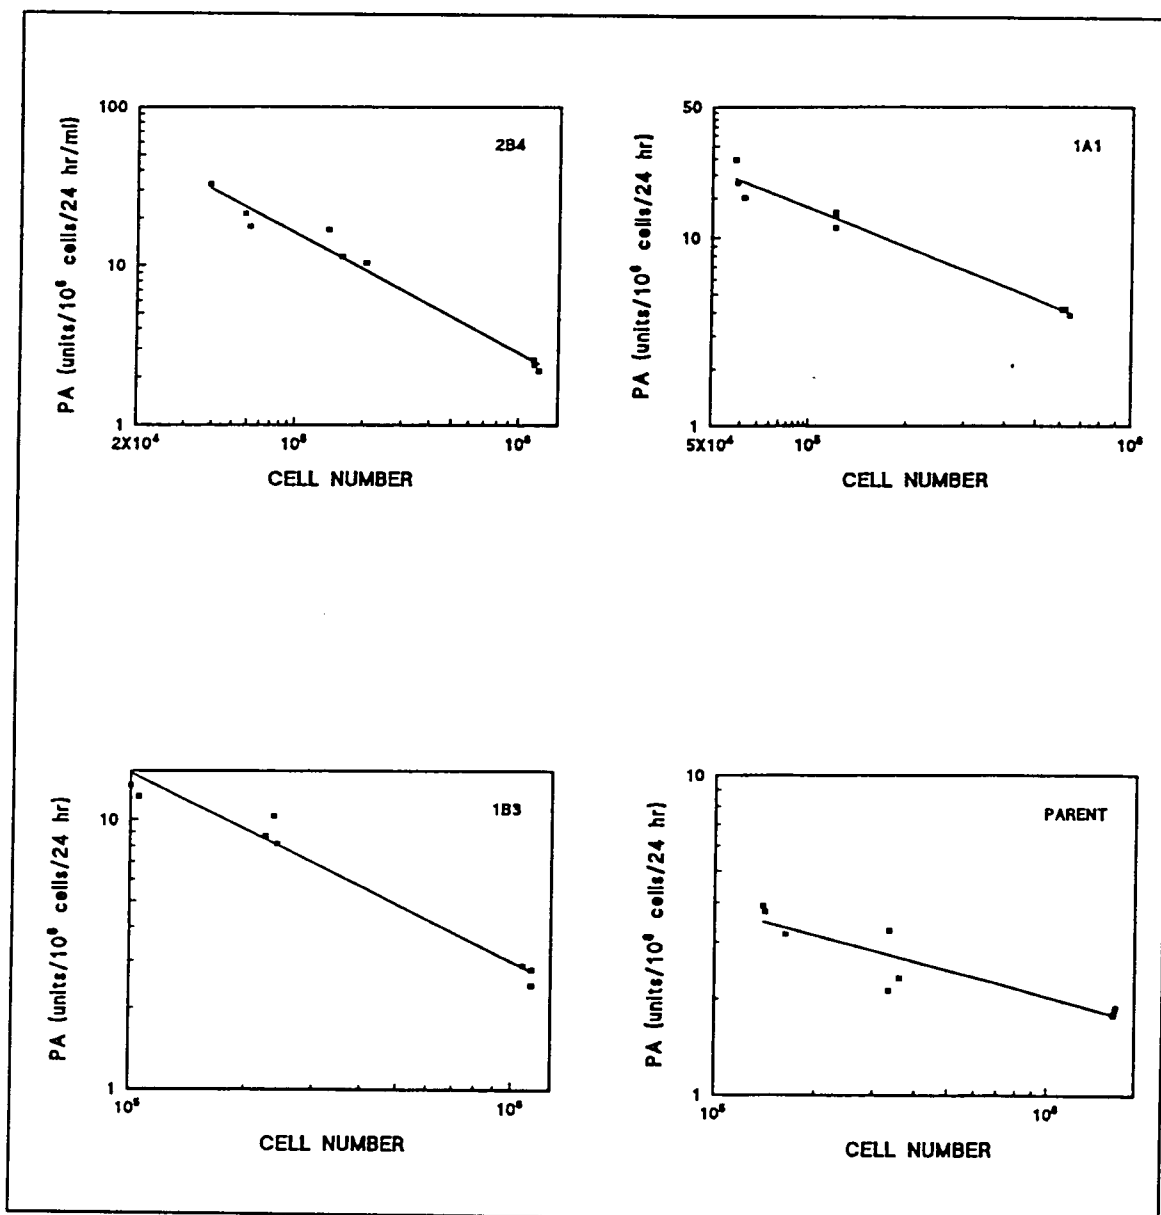 100
2B4
10
1
PA (units/10⁶ cells/24 hr/ml)
2X10⁴
10⁵
10⁶
CELL NUMBER
50
1A1
10
1
PA (units/10⁶ cells/24 hr)
5X10⁴
10⁵
10⁶
CELL NUMBER
1B3
10
1
PA (units/10⁶ cells/24 hr)
10⁵
10⁶
CELL NUMBER
10
PARENT
1
PA (units/10⁶ cells/24 hr)
10⁵
10⁶
CELL NUMBER